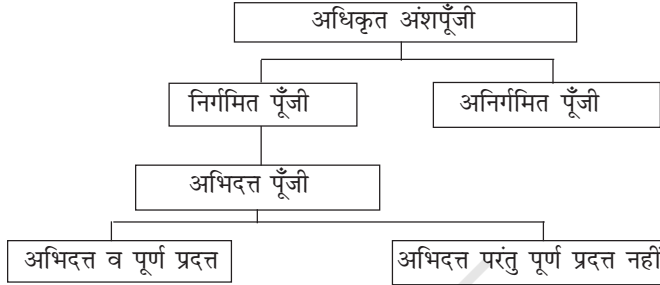 अधिकृत अंशपूँजी
निर्गमित पूँजी
अनिर्गमित पूँजी
अभिदत्त पूँजी
अभिदत्त व पूर्ण प्रदत्त
अभिदत्त परंतु पूर्ण प्रदत्त नहीं